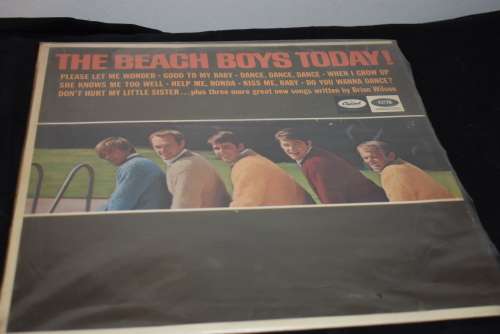 THE BEACH BOYS TODAY!
PLEASE LET ME WONDER · GOOD TO MY BABY · DANCE, DANCE, DANCE · WHEN I GROW UP
SHE KNOWS ME TOO WELL · HELP ME, RONDA · KISS ME, BABY · DO YOU WANNA DANCE?
DON'T HURT MY LITTLE SISTER ... plus three more great new songs written by Brian Wilson
Capitol